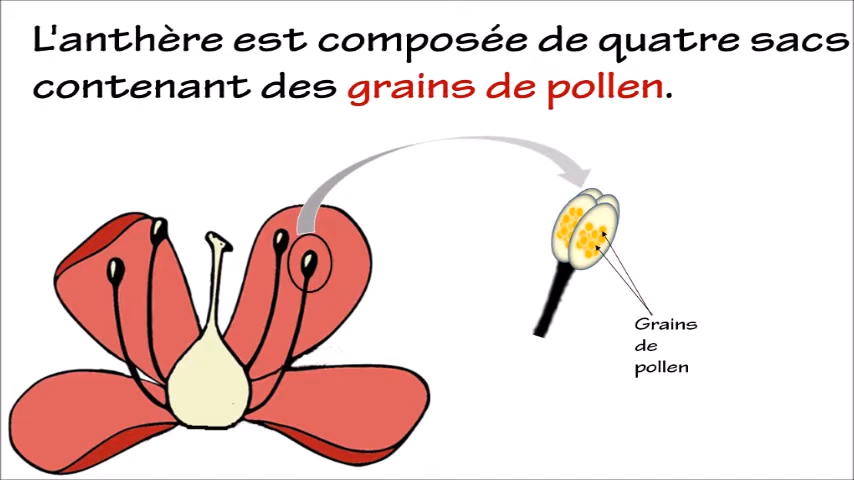 L'anthère est composée de quatre sacs
contenant des grains de pollen.
Grains
de
pollen